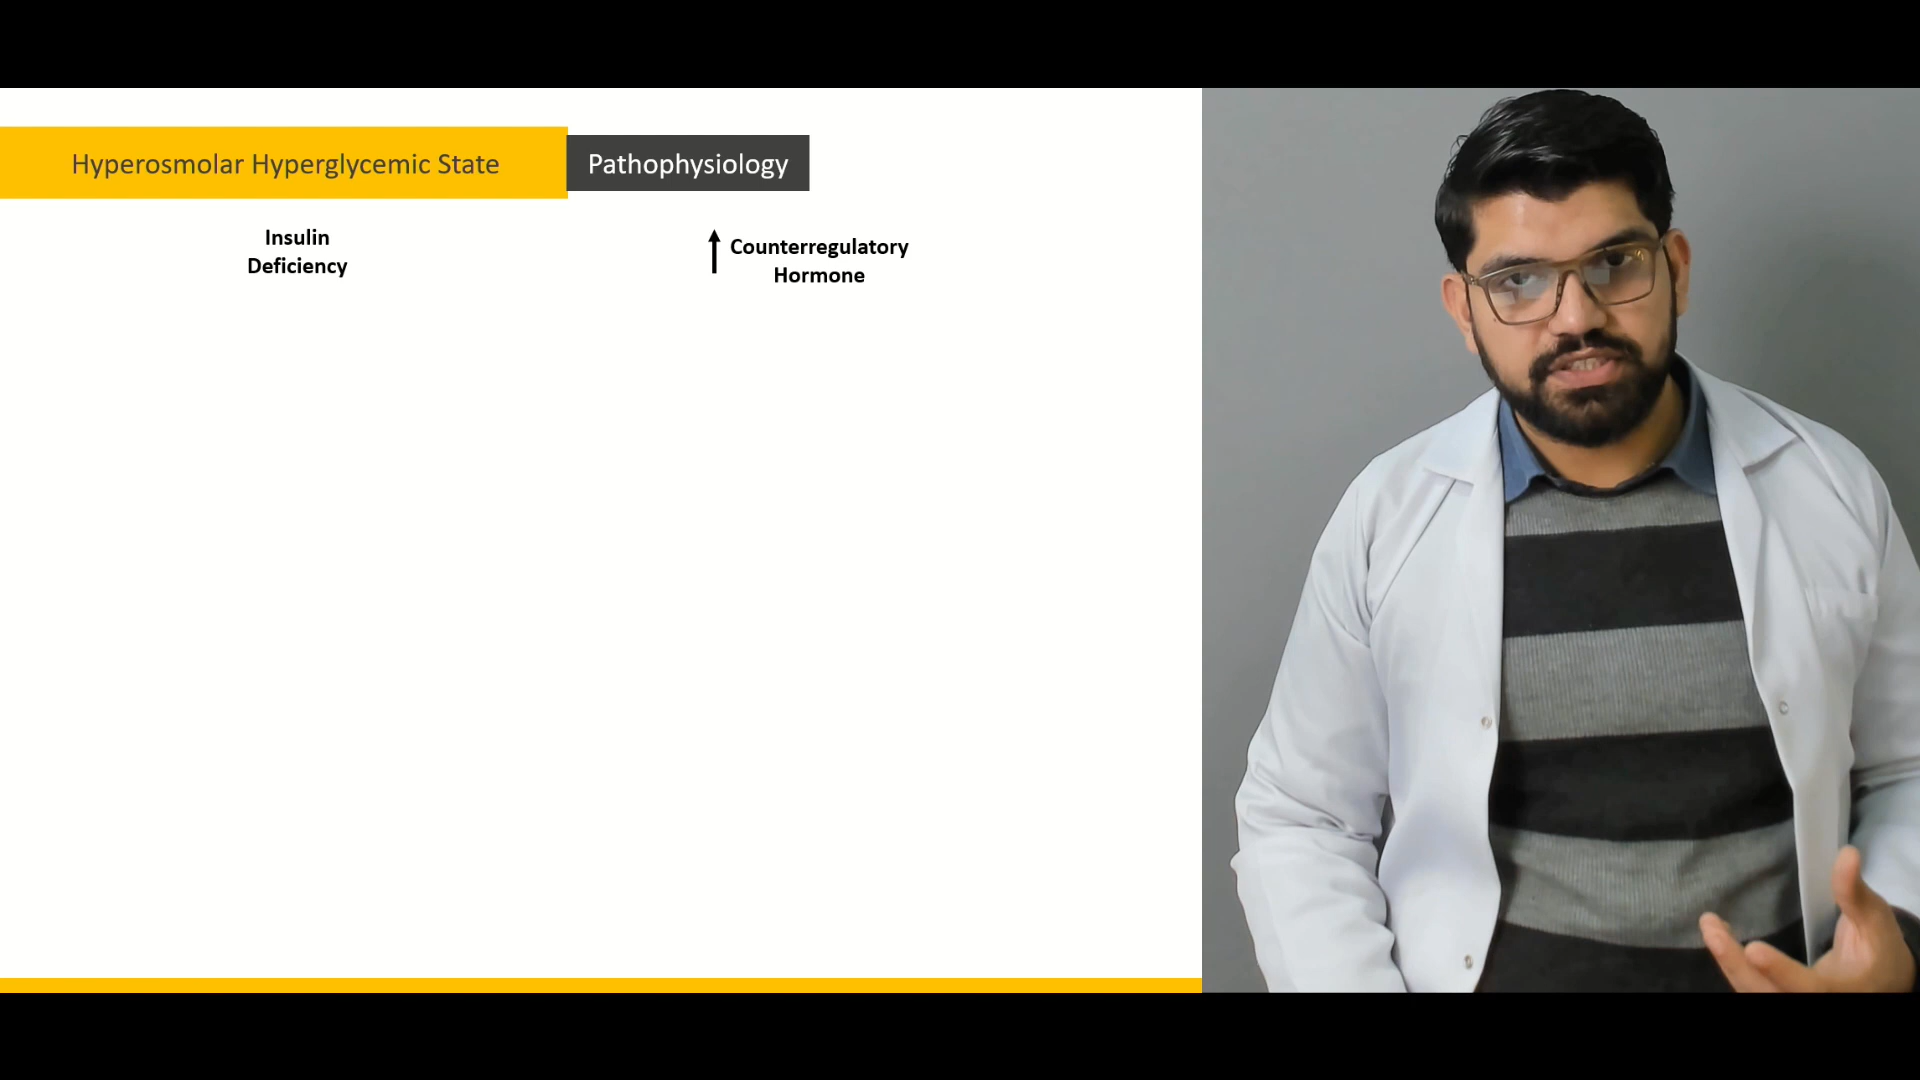 Hyperosmolar Hyperglycemic State
Pathophysiology
Insulin
Deficiency
Counterregulatory
Hormone